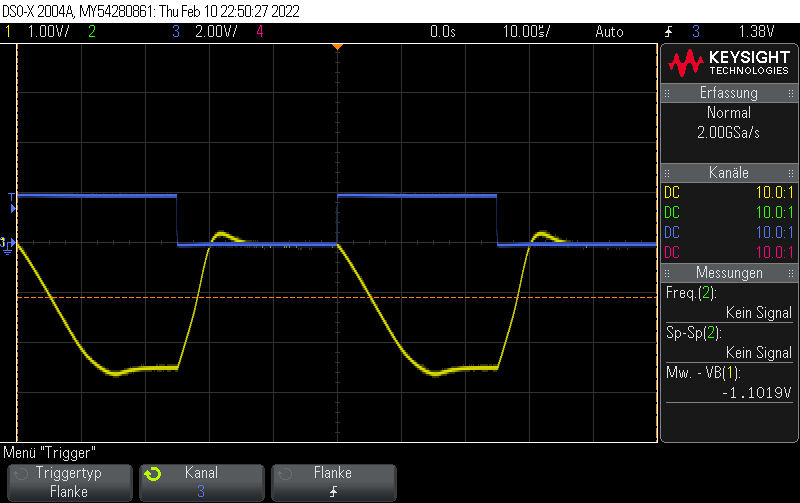 DSO-X 2004A, MY54280861: Thu Feb 10 22:50:27 2022
1 1.00V/ 2 3 2.00V/ 4 0.0s 10.00s/ Auto 3 1.38V
KEYSIGHT
TECHNOLOGIES
Erfassung
Normal
2.00GSa/s
Kanäle
DC 10.0:1
DC 10.0:1
DC 10.0:1
DC 10.0:1
Messungen
Freq.(2):
Kein Signal
Sp-Sp(2):
Kein Signal
Mw. - VB(1):
-1.1019V
T
3
Menü "Trigger"
Triggertyp
Flanke
Kanal
3
Flanke